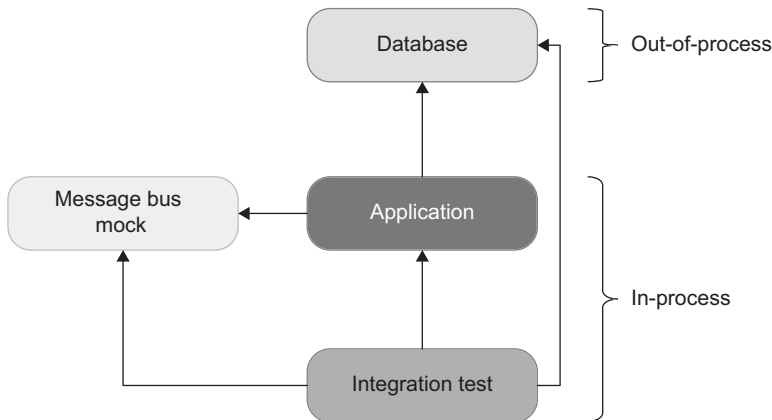 Database
Out-of-process
Message bus
mock
Application
In-process
Integration test